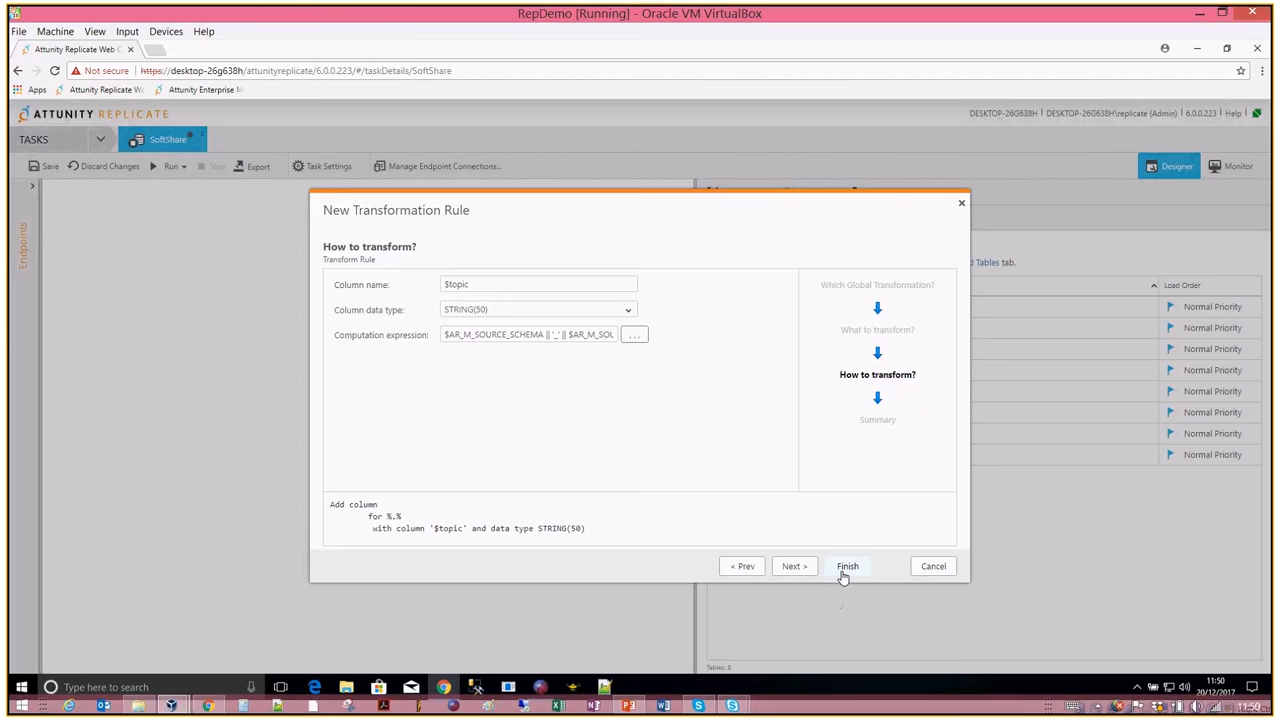 RepDemo [Running] - Oracle VM VirtualBox
File Machine View Input Devices Help
Attunity Replicate Web C
Not secure https://desktop-26g638h/attunityreplicate/6.0.0.223/#/taskDetails/SoftShare
Apps Attunity Replicate We Attunity Enterprise M
ATTUNITY REPLICATE
DESKTOP-26G638H DESKTOP-26G638H\replicate (Admin) 6.0.0.223 Help
TASKS SoftShare
Save Discard Changes Run Stop Export Task Settings Manage Endpoint Connections... Designer Monitor
Endpoints
New Transformation Rule
How to transform?
Transform Rule
Column name: $topic
Column data type: STRING(50)
Computation expression: $AR_M_SOURCE_SCHEMA || '_' || $AR_M_SOU ...
Which Global Transformation?
What to transform?
How to transform?
Summary
Add column
for %.%
with column '$topic' and data type STRING(50)
< Prev Next > Finish Cancel
d Tables tab.
Load Order
Normal Priority
Normal Priority
Normal Priority
Normal Priority
Normal Priority
Normal Priority
Normal Priority
Normal Priority
Tables: 8
Type here to search
11:50
20/12/2017
11:50